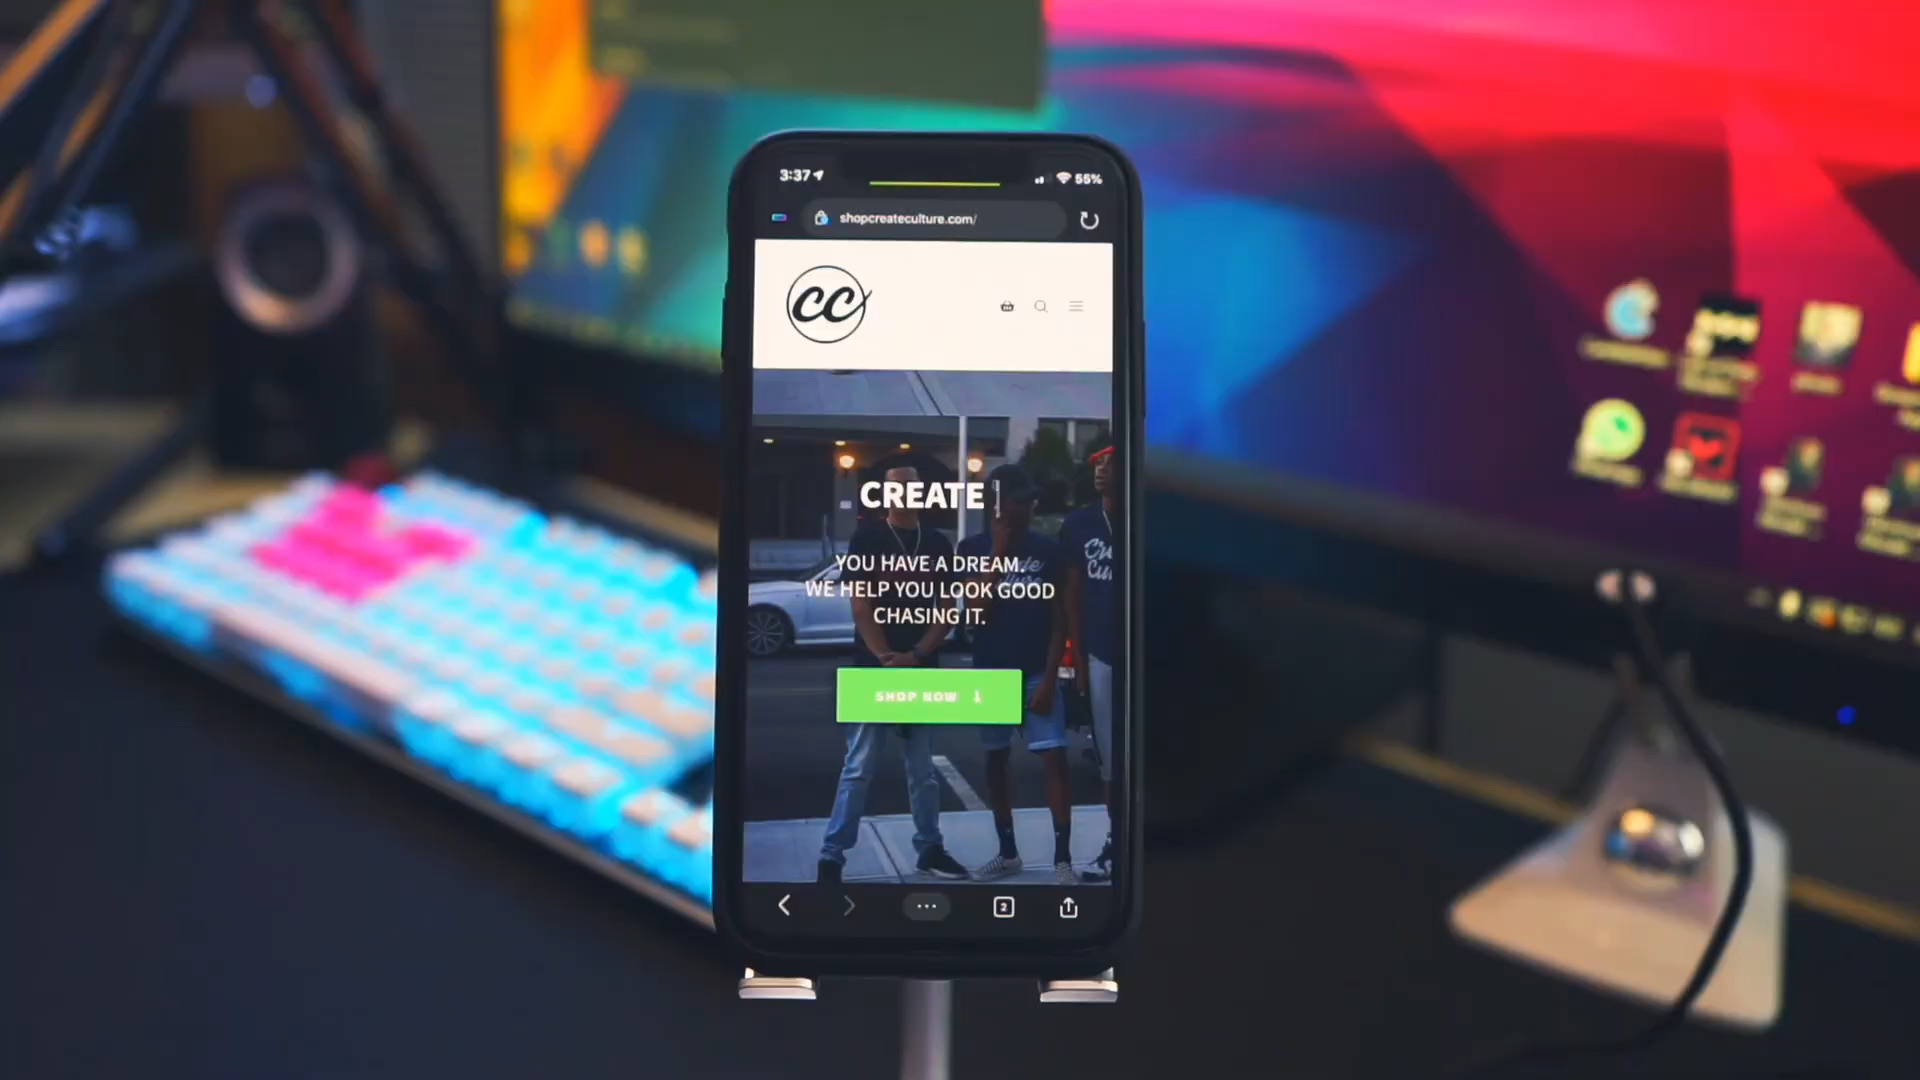 3:37
55%
shopcreateculture.com/
CC
CREATE
YOU HAVE A DREAM.
WE HELP YOU LOOK GOOD
CHASING IT.
SHOP NOW
2